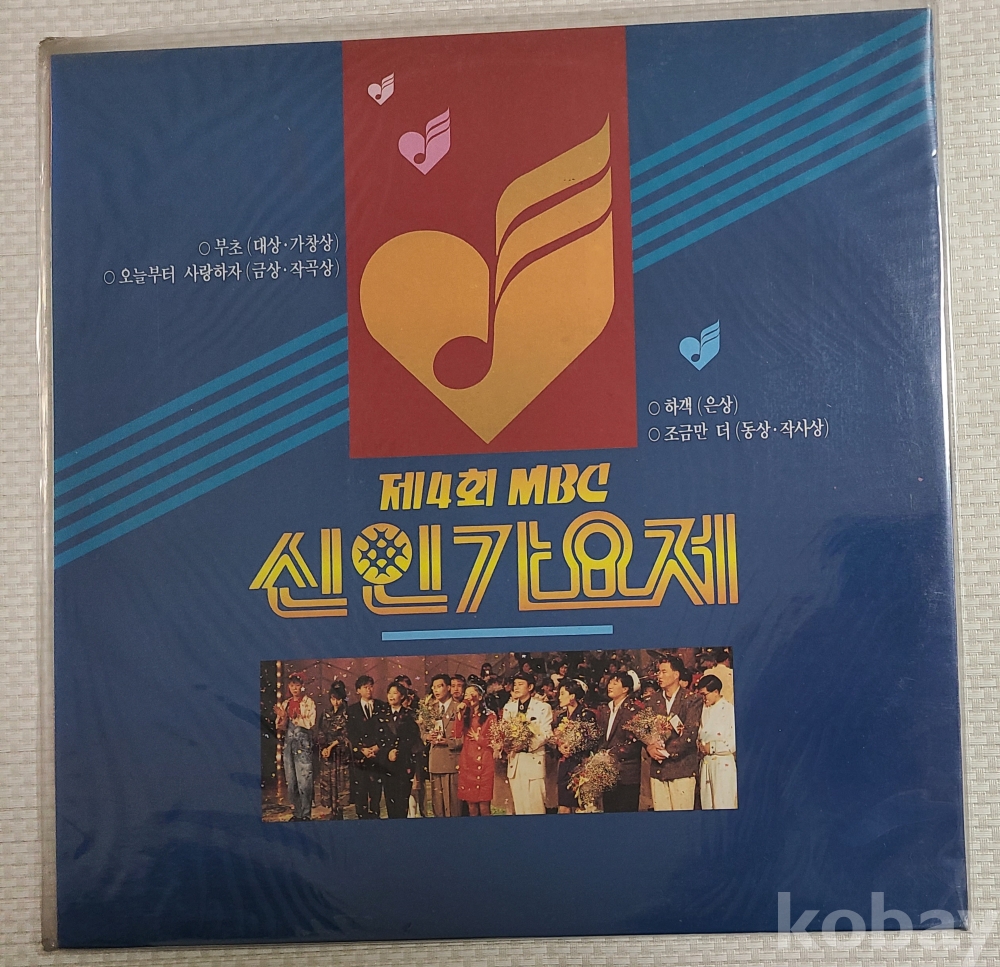 ○ 부초 (대상·가창상)
○ 오늘부터 사랑하자 (금상·작곡상)
○ 하객 (은상)
○ 조금만 더 (동상·작사상)
제4회 MBC
신인가요제
kobay